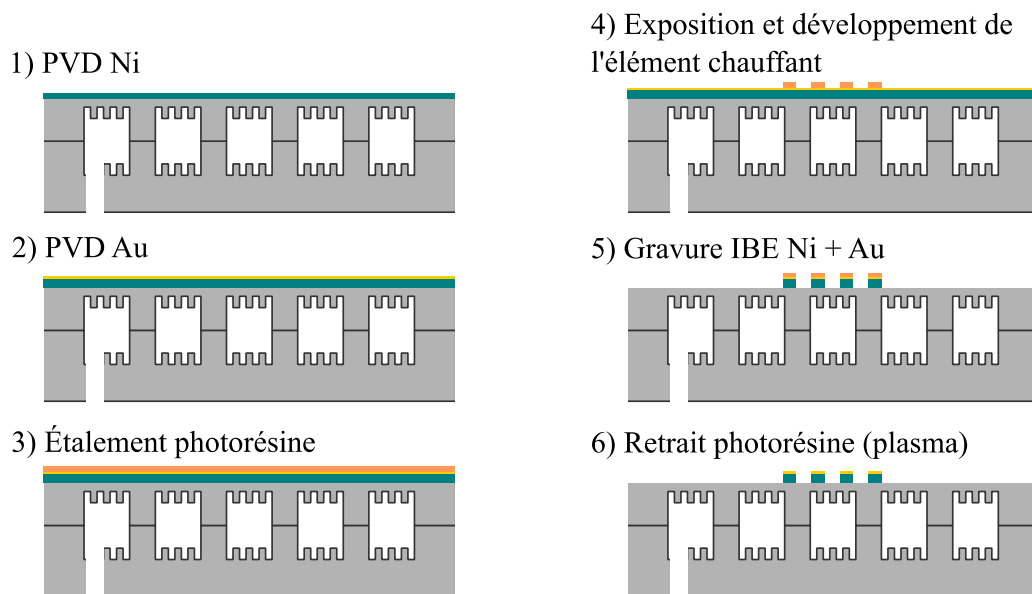 1) PVD Ni
2) PVD Au
3) Étalement photorésine
4) Exposition et développement de
l'élément chauffant
5) Gravure IBE Ni + Au
6) Retrait photorésine (plasma)